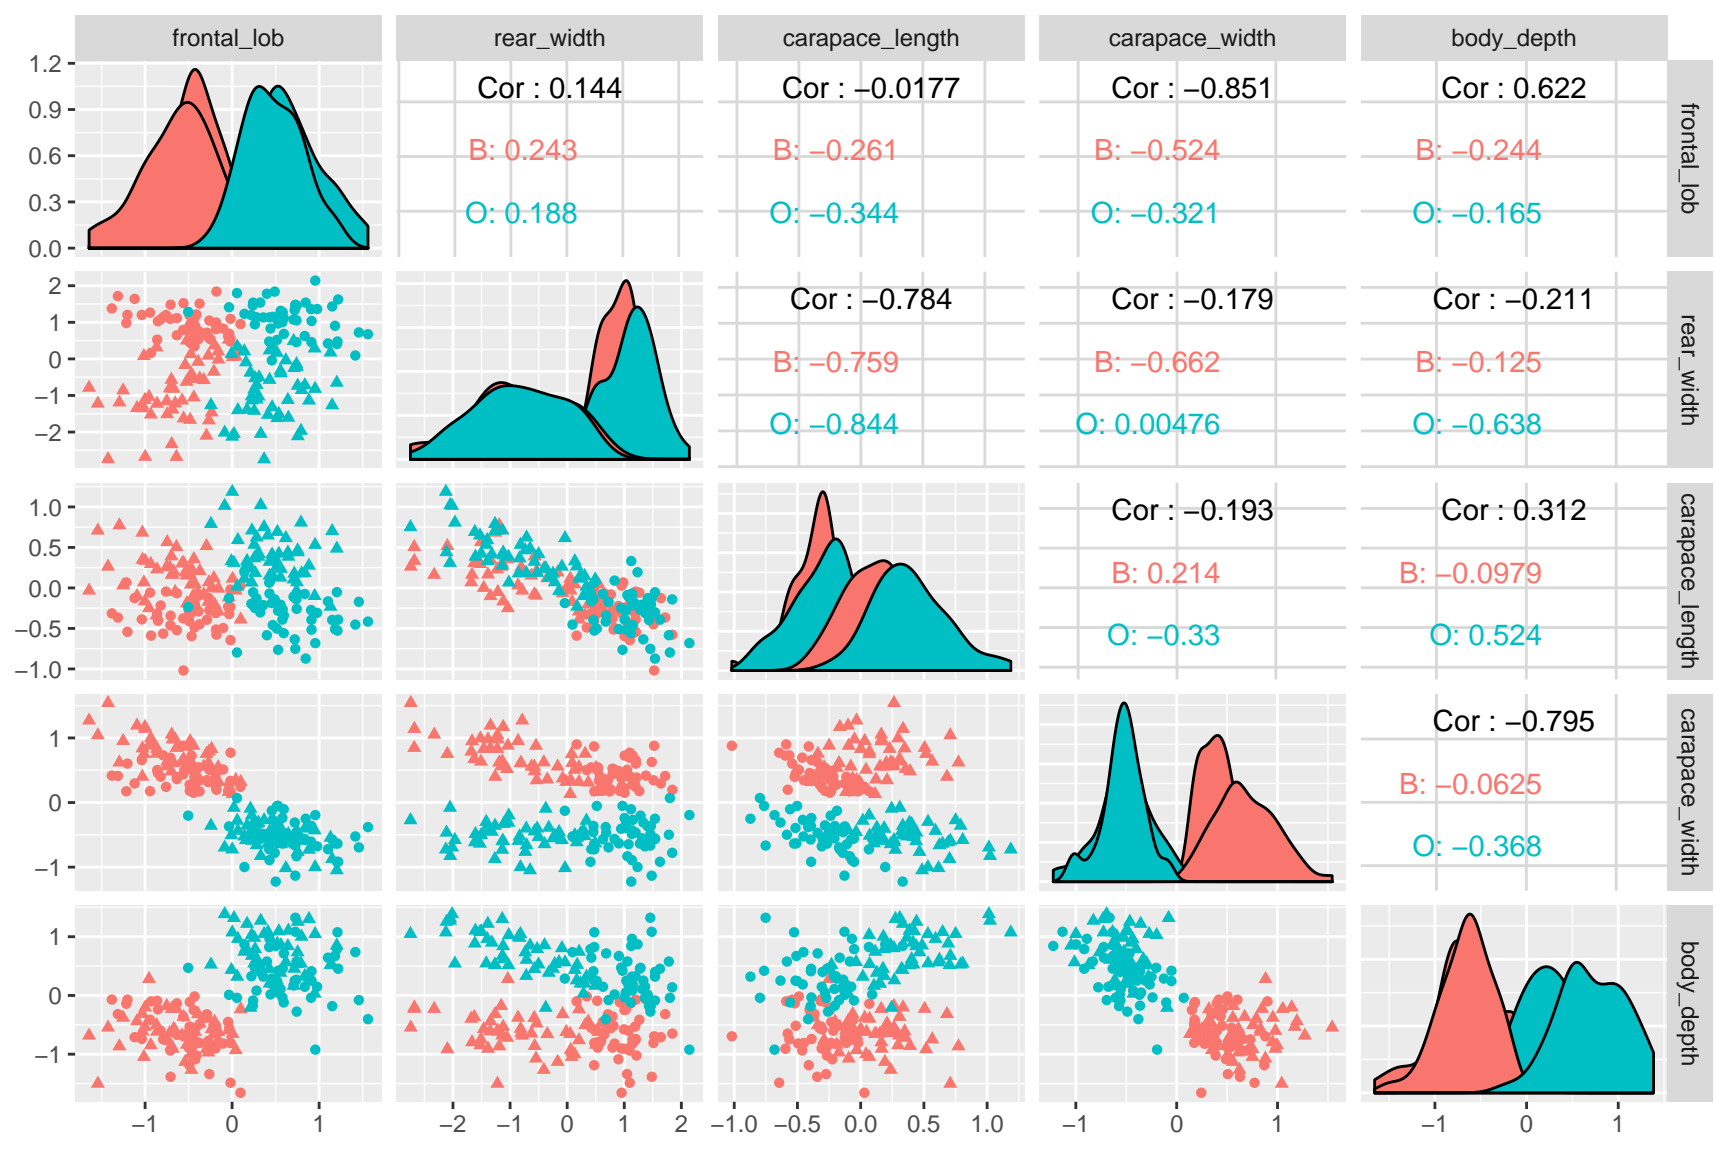 frontal_lob rear_width carapace_length carapace_width body_depth
1.2
0.9
0.6
0.3
0.0
Cor : 0.144
B: 0.243
O: 0.188
Cor : −0.0177
B: −0.261
O: −0.344
Cor : −0.851
B: −0.524
O: −0.321
Cor : 0.622
B: −0.244
O: −0.165
frontal_lob
2
1
0
−1
−2
Cor : −0.784
B: −0.759
O: −0.844
Cor : −0.179
B: −0.662
O: 0.00476
Cor : −0.211
B: −0.125
O: −0.638
rear_width
1.0
0.5
0.0
−0.5
−1.0
Cor : −0.193
B: 0.214
O: −0.33
Cor : 0.312
B: −0.0979
O: 0.524
carapace_length
1
0
−1
Cor : −0.795
B: −0.0625
O: −0.368
carapace_width
1
0
−1
body_depth
−1 0 1
−2 −1 0 1 2
−1.0 −0.5 0.0 0.5 1.0
−1 0 1
−1 0 1